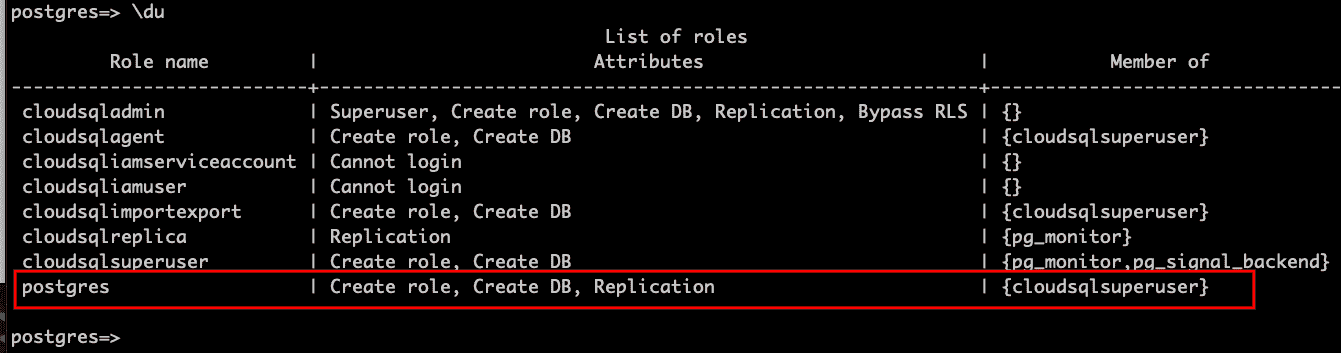 postgres=> \du
List of roles
Role name | Attributes | Member of
---------------------------+------------------------------------------------------------+-------------------------------------
cloudsqladmin | Superuser, Create role, Create DB, Replication, Bypass RLS | {}
cloudsqlagent | Create role, Create DB | {cloudsqlsuperuser}
cloudsqliamserviceaccount | Cannot login | {}
cloudsqliamuser | Cannot login | {}
cloudsqlimportexport | Create role, Create DB | {cloudsqlsuperuser}
cloudsqlreplica | Replication | {pg_monitor}
cloudsqlsuperuser | Create role, Create DB | {pg_monitor,pg_signal_backend}
postgres | Create role, Create DB, Replication | {cloudsqlsuperuser}
postgres=>